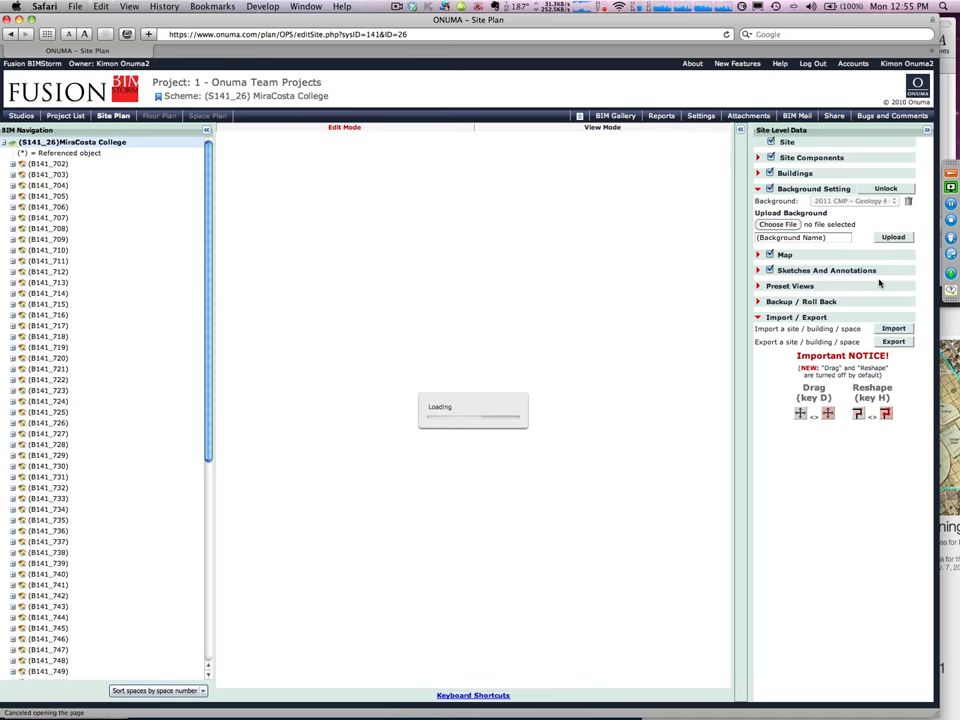 Safari File Edit View History Bookmarks Develop Window Help 187° (100%) Mon 12:55 PM
ONUMA — Site Plan
https://www.onuma.com/plan/OPS/editSite.php?sysID=141&ID=26
Google
ONUMA – Site Plan
Fusion BIMStorm Owner: Kimon Onuma2 About New Features Help Log Out Accounts Kimon Onuma2
FUSION BIM STORM
Project: 1 - Onuma Team Projects
Scheme: (S141_26) MiraCosta College
ONUMA
© 2010 Onuma
Studios Project List Site Plan Floor Plan Space Plan BIM Gallery Reports Settings Attachments BIM Mail Share Bugs and Comments
BIM Navigation
Edit Mode
View Mode
Site Level Data
(S141_26)MiraCosta College
(*) = Referenced object
(B141_702)
(B141_703)
(B141_704)
(B141_705)
(B141_706)
(B141_707)
(B141_708)
(B141_709)
(B141_710)
(B141_711)
(B141_712)
(B141_713)
(B141_714)
(B141_715)
(B141_716)
(B141_717)
(B141_718)
(B141_719)
(B141_720)
(B141_721)
(B141_722)
(B141_723)
(B141_724)
(B141_725)
(B141_726)
(B141_727)
(B141_728)
(B141_729)
(B141_730)
(B141_731)
(B141_732)
(B141_733)
(B141_734)
(B141_735)
(B141_736)
(B141_737)
(B141_738)
(B141_739)
(B141_740)
(B141_741)
(B141_742)
(B141_743)
(B141_744)
(B141_745)
(B141_746)
(B141_747)
(B141_748)
(B141_749)
Sort spaces by space number
Loading
Keyboard Shortcuts
Site
Site Components
Buildings
Background Setting Unlock
Background: 2011 CMP - Geology &
Upload Background
Choose File no file selected
(Background Name) Upload
Map
Sketches And Annotations
Preset Views
Backup / Roll Back
Import / Export
Import a site / building / space Import
Export a site / building / space Export
Important NOTICE!
(NEW: "Drag" and "Reshape"
are turned off by default)
Drag Reshape
(key D) (key H)
<> <>
Canceled opening the page